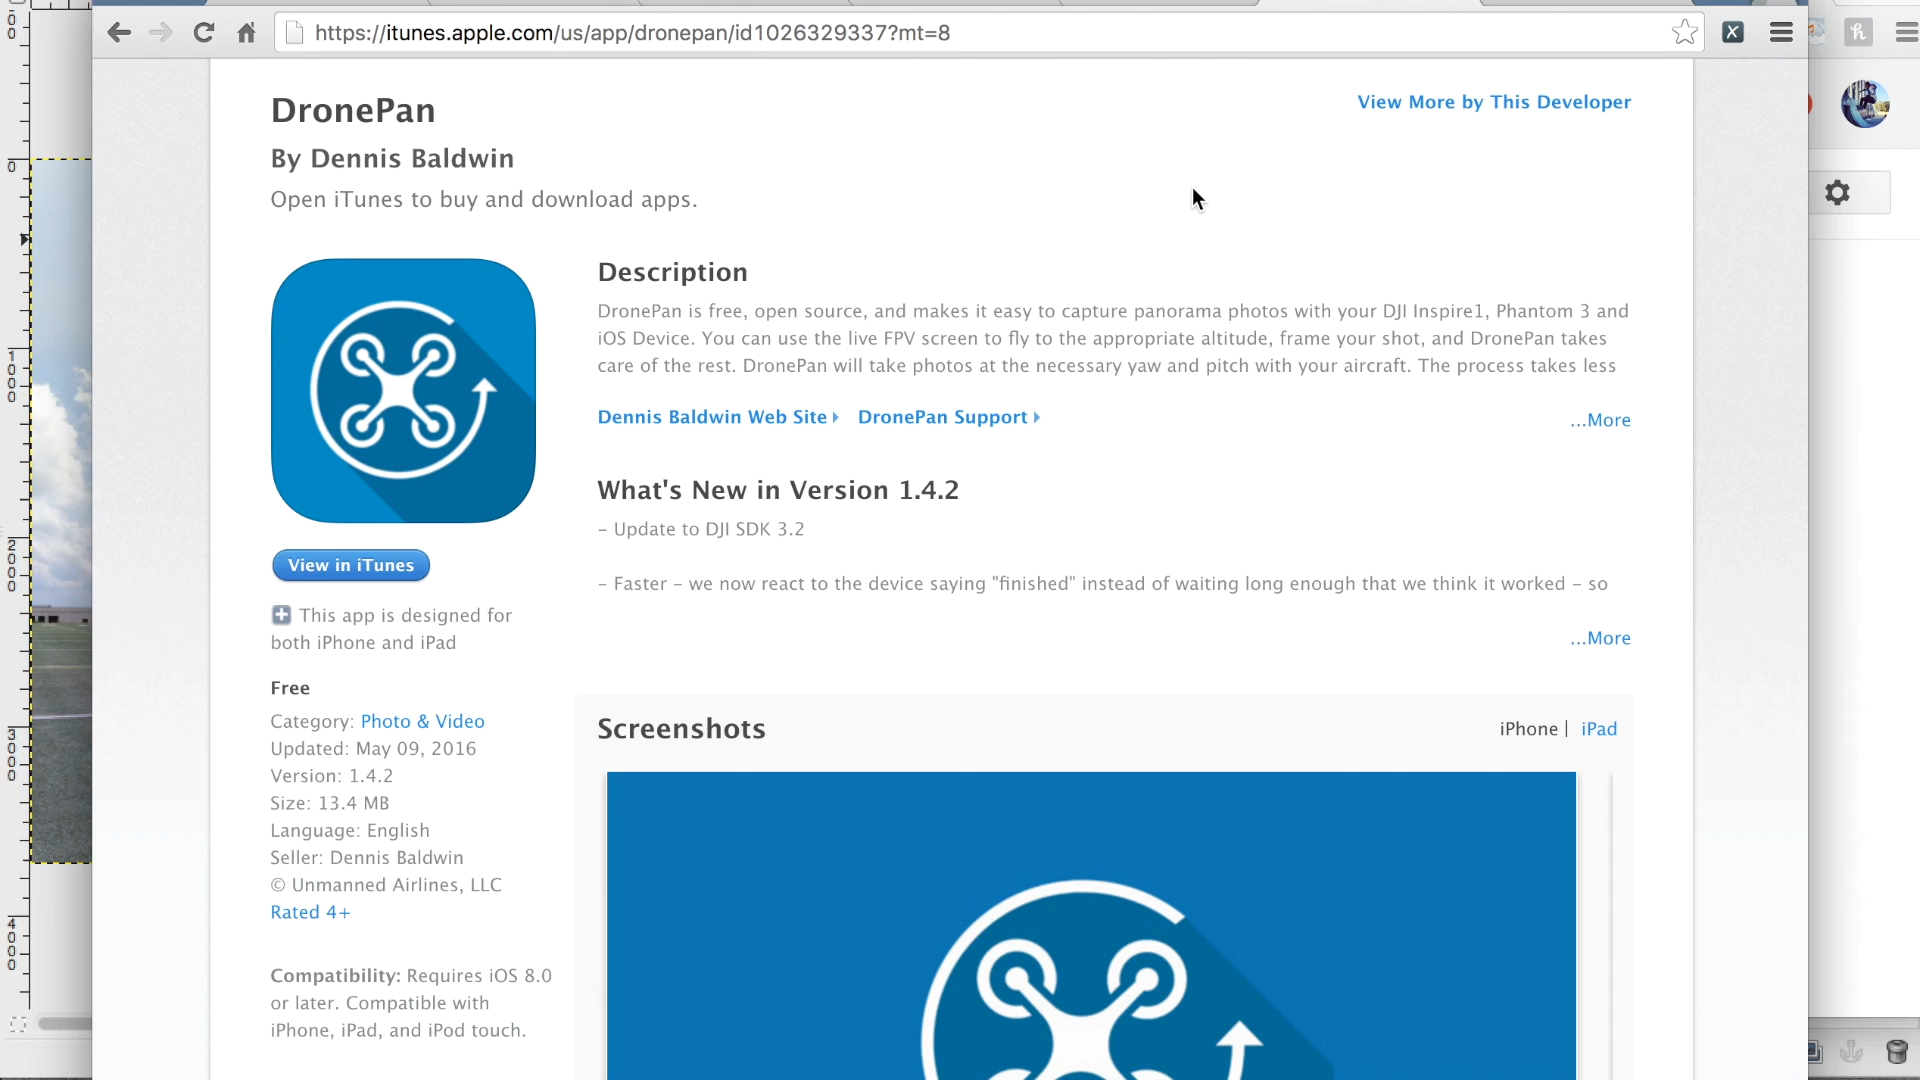 https://itunes.apple.com/us/app/dronepan/id1026329337?mt=8
DronePan
View More by This Developer
By Dennis Baldwin
Open iTunes to buy and download apps.
Description
DronePan is free, open source, and makes it easy to capture panorama photos with your DJI Inspire1, Phantom 3 and
iOS Device. You can use the live FPV screen to fly to the appropriate altitude, frame your shot, and DronePan takes
care of the rest. DronePan will take photos at the necessary yaw and pitch with your aircraft. The process takes less
Dennis Baldwin Web Site
DronePan Support
...More
What's New in Version 1.4.2
– Update to DJI SDK 3.2
– Faster – we now react to the device saying "finished" instead of waiting long enough that we think it worked – so
...More
View in iTunes
This app is designed for
both iPhone and iPad
Free
Category: Photo & Video
Updated: May 09, 2016
Version: 1.4.2
Size: 13.4 MB
Language: English
Seller: Dennis Baldwin
© Unmanned Airlines, LLC
Rated 4+
Compatibility: Requires iOS 8.0
or later. Compatible with
iPhone, iPad, and iPod touch.
Screenshots
iPhone | iPad
0
1000
2000
3000
4000